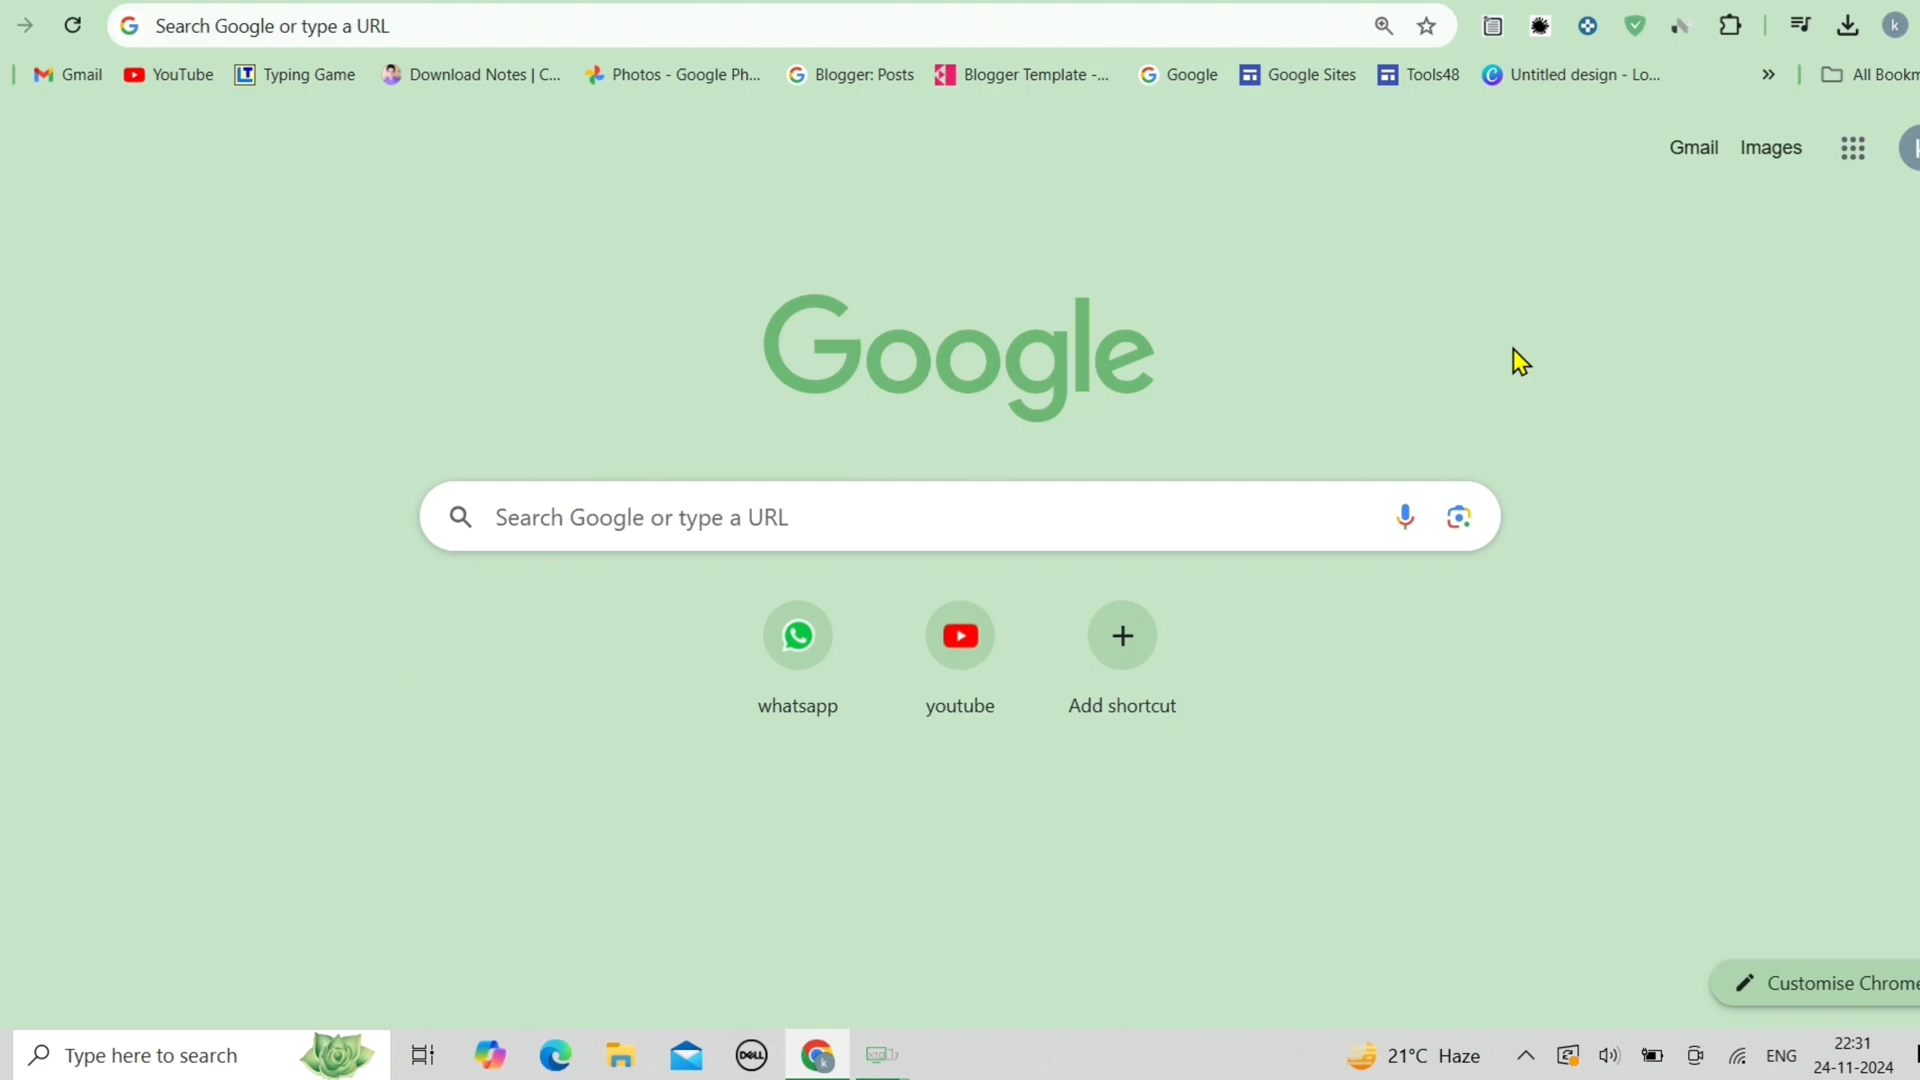 Search Google or type a URL
k
Gmail YouTube Typing Game Download Notes | C... Photos - Google Ph... Blogger: Posts Blogger Template -... Google Google Sites Tools48 Untitled design - Lo... » All Bookm
Gmail Images
Google
Search Google or type a URL
whatsapp youtube Add shortcut
Customise Chrome
Type here to search DELL k 21°C Haze ENG 22:31
24-11-2024